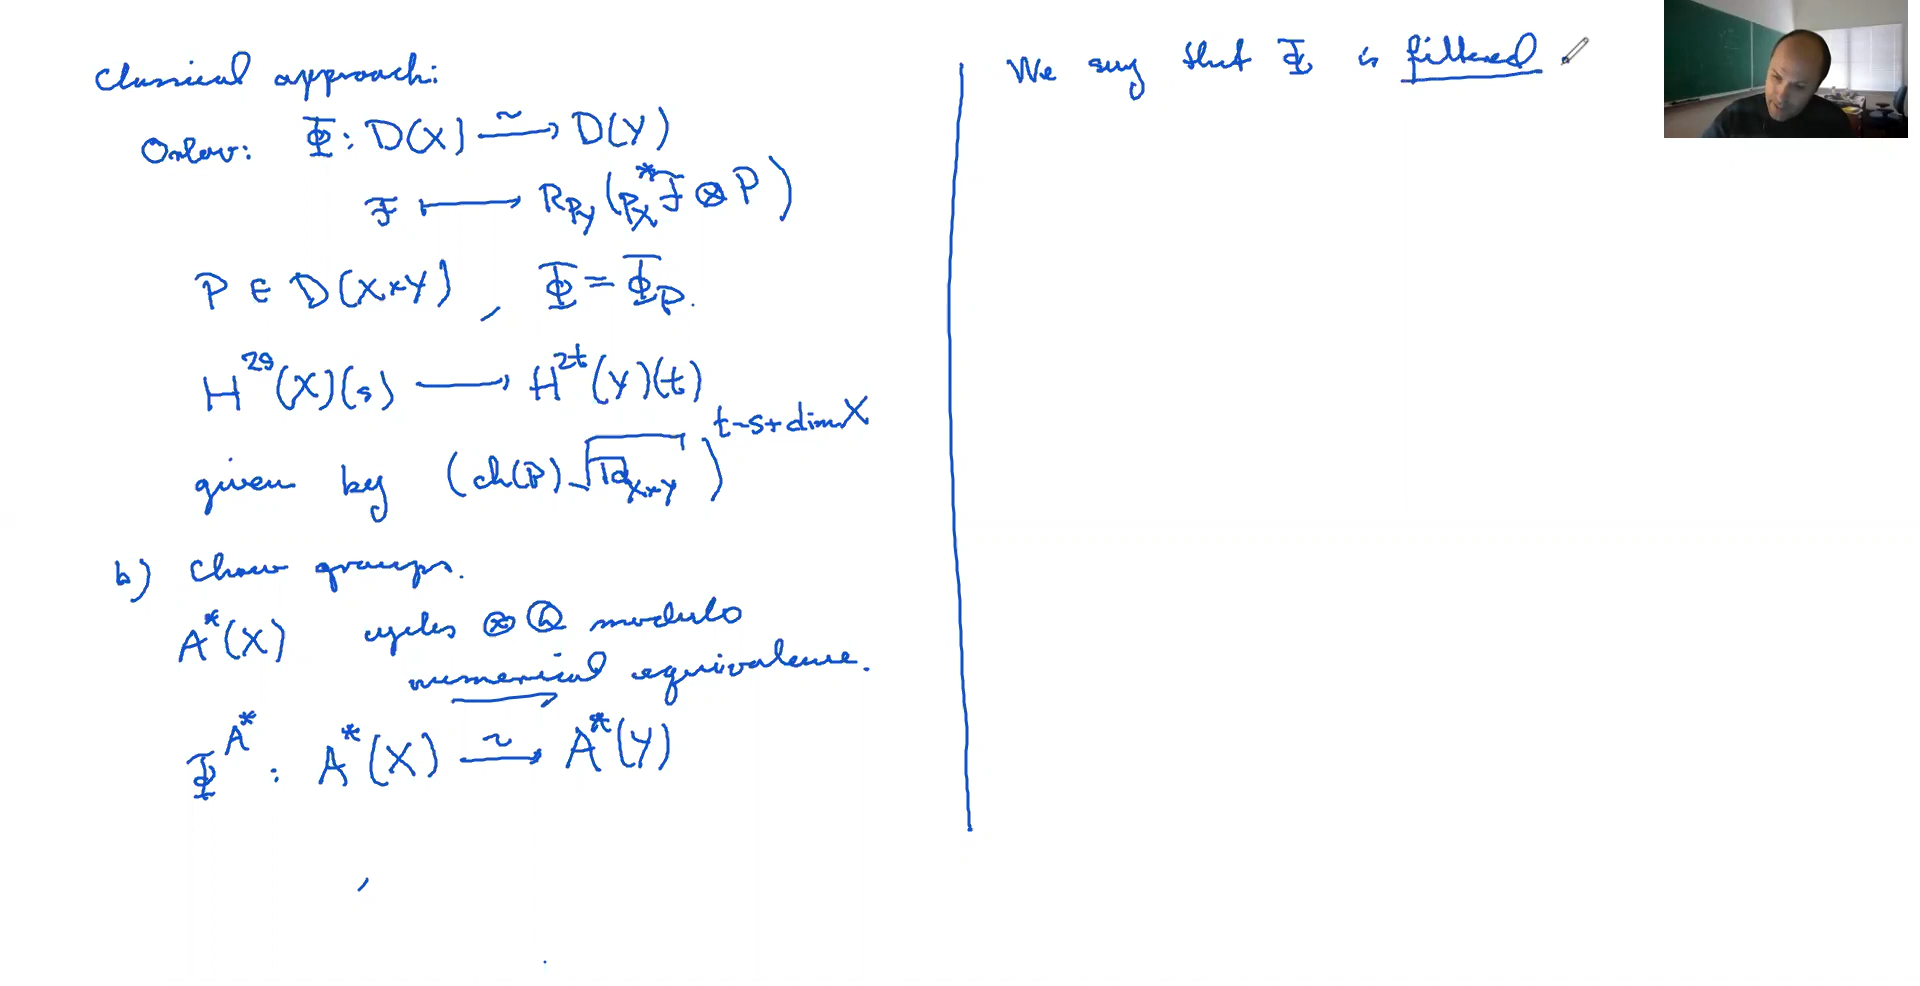 Classical approach:
Orlov: Φ : D(X) ⥲ D(Y)
F ⟼ Rp_Y (p_X^* F ⊗ P)
P ∈ D(X×Y) , Φ = Φ_P.
H^{2s}(X)(s) ⟶ H^{2t}(Y)(t)
given by (ch(P) √Td_{X×Y})^{t-s+dim X}
b) Chow groups.
A^*(X) cycles ⊗ Q modulo
numerical equivalence.
Φ^{A^*} : A^*(X) ⥲ A^*(Y)
We say that Φ is filtered